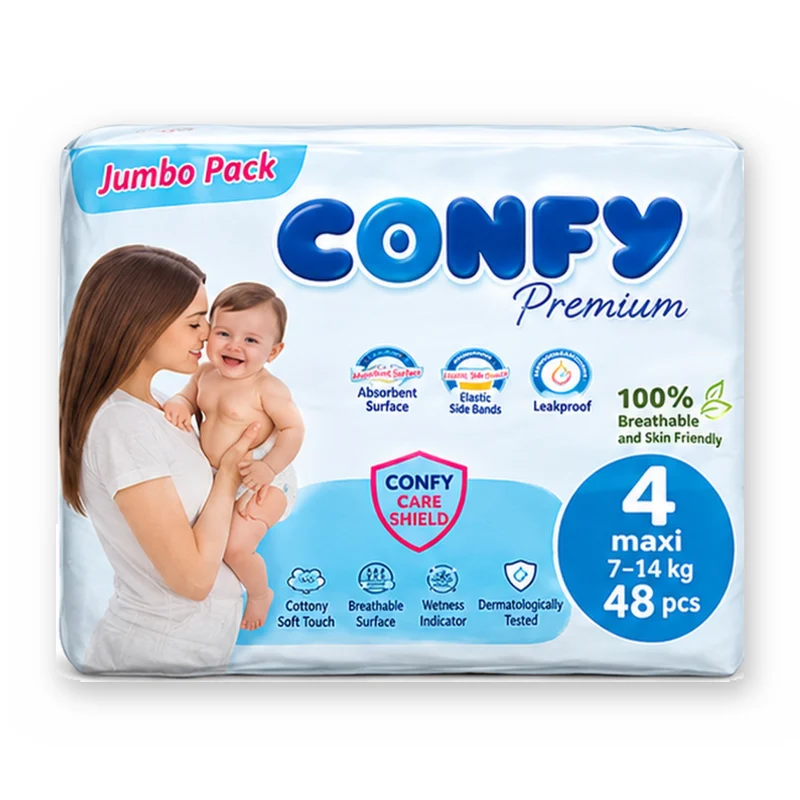 Jumbo Pack
CONFY
Premium
Absorbent
Surface
Elastic
Side Bands
Leakproof
100%
Breathable
and Skin Friendly
CONFY
CARE
SHIELD
4
maxi
7–14 kg
48 pcs
Cottony
Soft Touch
Breathable
Surface
Wetness
Indicator
Dermatologically
Tested